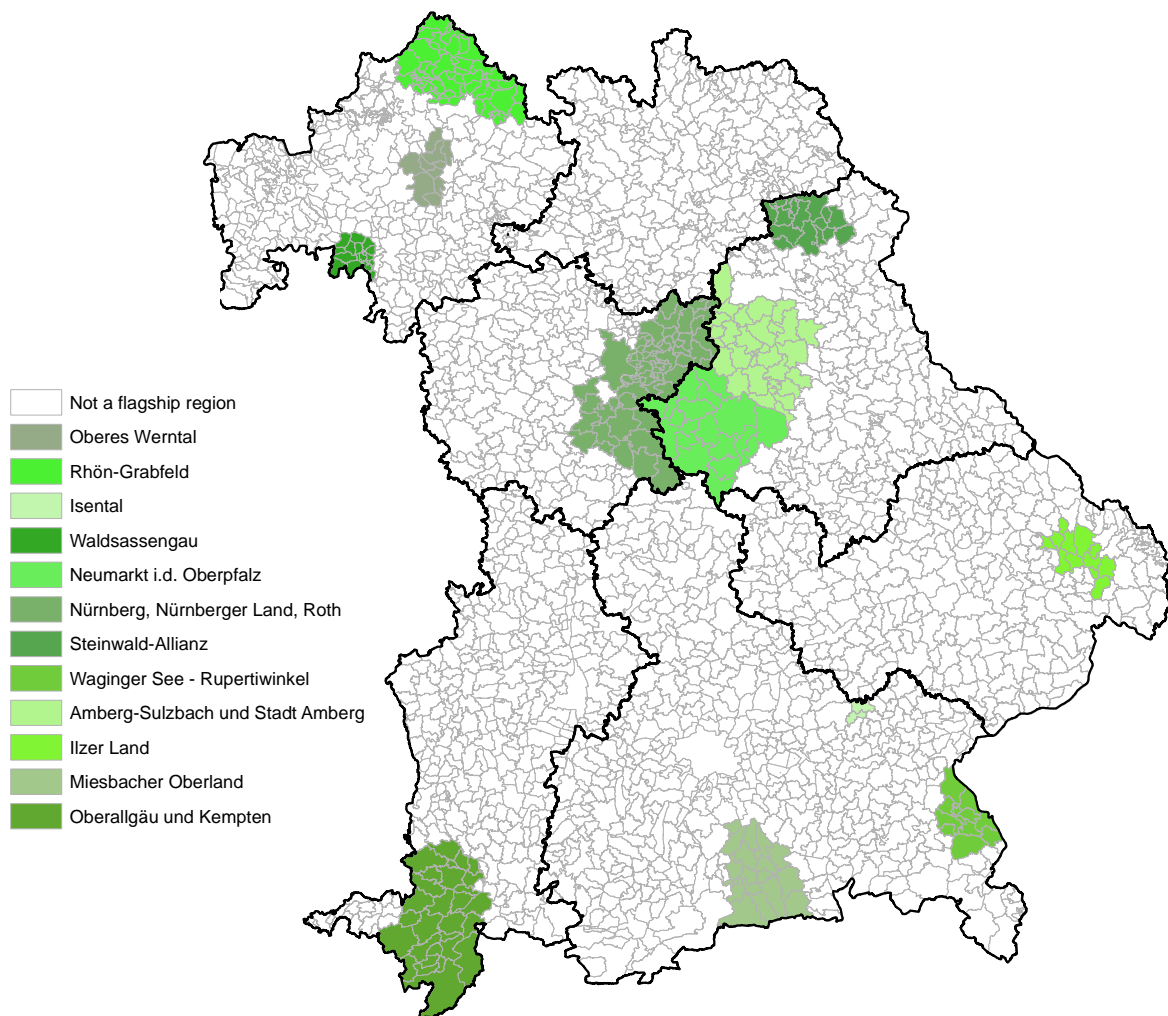 Not a flagship region
Oberes Werntal
Rhön-Grabfeld
Isental
Waldsassengau
Neumarkt i.d. Oberpfalz
Nürnberg, Nürnberger Land, Roth
Steinwald-Allianz
Waginger See - Rupertiwinkel
Amberg-Sulzbach und Stadt Amberg
Ilzer Land
Miesbacher Oberland
Oberallgäu und Kempten